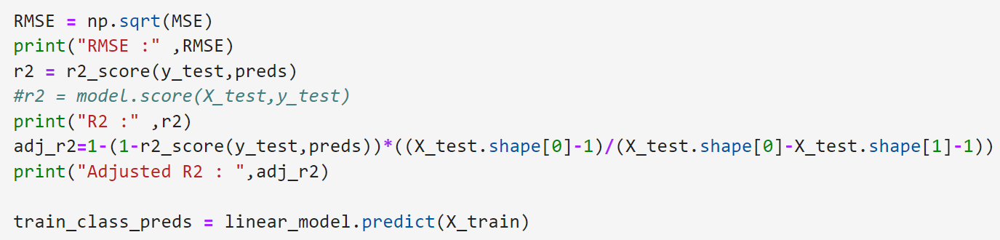 RMSE = np.sqrt(MSE)
print("RMSE :" ,RMSE)
r2 = r2_score(y_test,preds)
#r2 = model.score(X_test,y_test)
print("R2 :" ,r2)
adj_r2=1-(1-r2_score(y_test,preds))*((X_test.shape[0]-1)/(X_test.shape[0]-X_test.shape[1]-1))
print("Adjusted R2 : ",adj_r2)
train_class_preds = linear_model.predict(X_train)